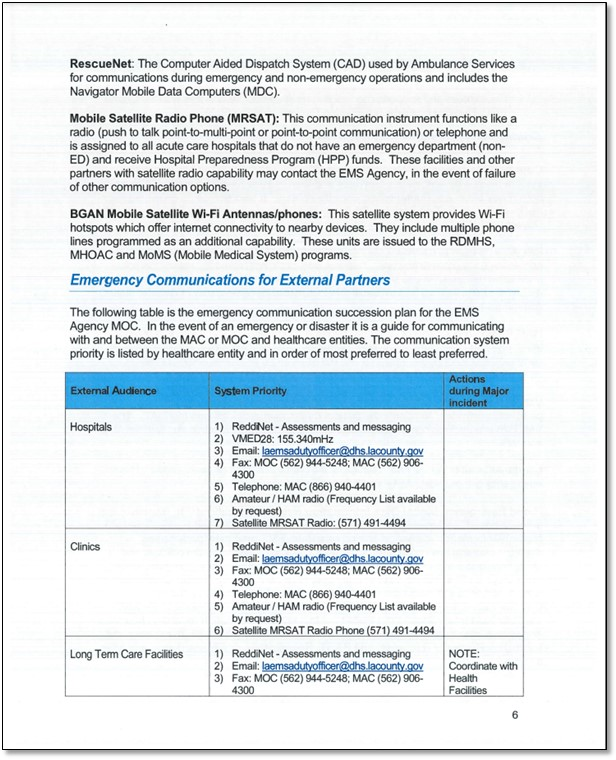 RescueNet: The Computer Aided Dispatch System (CAD) used by Ambulance Services
for communications during emergency and non-emergency operations and includes the
Navigator Mobile Data Computers (MDC).
Mobile Satellite Radio Phone (MRSAT): This communication instrument functions like a
radio (push to talk point-to-multi-point or point-to-point communication) or telephone and
is assigned to all acute care hospitals that do not have an emergency department (non-
ED) and receive Hospital Preparedness Program (HPP) funds. These facilities and other
partners with satellite radio capability may contact the EMS Agency, in the event of failure
of other communication options.
BGAN Mobile Satellite Wi-Fi Antennas/phones: This satellite system provides Wi-Fi
hotspots which offer internet connectivity to nearby devices. They include multiple phone
lines programmed as an additional capability. These units are issued to the RDMHS,
MHOAC and MoMS (Mobile Medical System) programs.
Emergency Communications for External Partners
The following table is the emergency communication succession plan for the EMS
Agency MOC. In the event of an emergency or disaster it is a guide for communicating
with and between the MAC or MOC and healthcare entities. The communication system
priority is listed by healthcare entity and in order of most preferred to least preferred.
External Audience
System Priority
Actions
during Major
incident
Hospitals
1) ReddiNet - Assessments and messaging
2) VMED28: 155.340mHz
3) Email: laemsadutyofficer@dhs.lacounty.gov
4) Fax: MOC (562) 944-5248; MAC (562) 906-
4300
5) Telephone: MAC (866) 940-4401
6) Amateur / HAM radio (Frequency List available
by request)
7) Satellite MRSAT Radio: (571) 491-4494
Clinics
1) ReddiNet - Assessments and messaging
2) Email: laemsadutyofficer@dhs.lacounty.gov
3) Fax: MOC (562) 944-5248; MAC (562) 906-
4300
4) Telephone: MAC (866) 940-4401
5) Amateur / HAM radio (Frequency List available
by request)
6) Satellite MRSAT Radio Phone (571) 491-4494
Long Term Care Facilities
1) ReddiNet - Assessments and messaging
2) Email: laemsadutyofficer@dhs.lacounty.gov
3) Fax: MOC (562) 944-5248; MAC (562) 906-
4300
NOTE:
Coordinate with
Health
Facilities
6